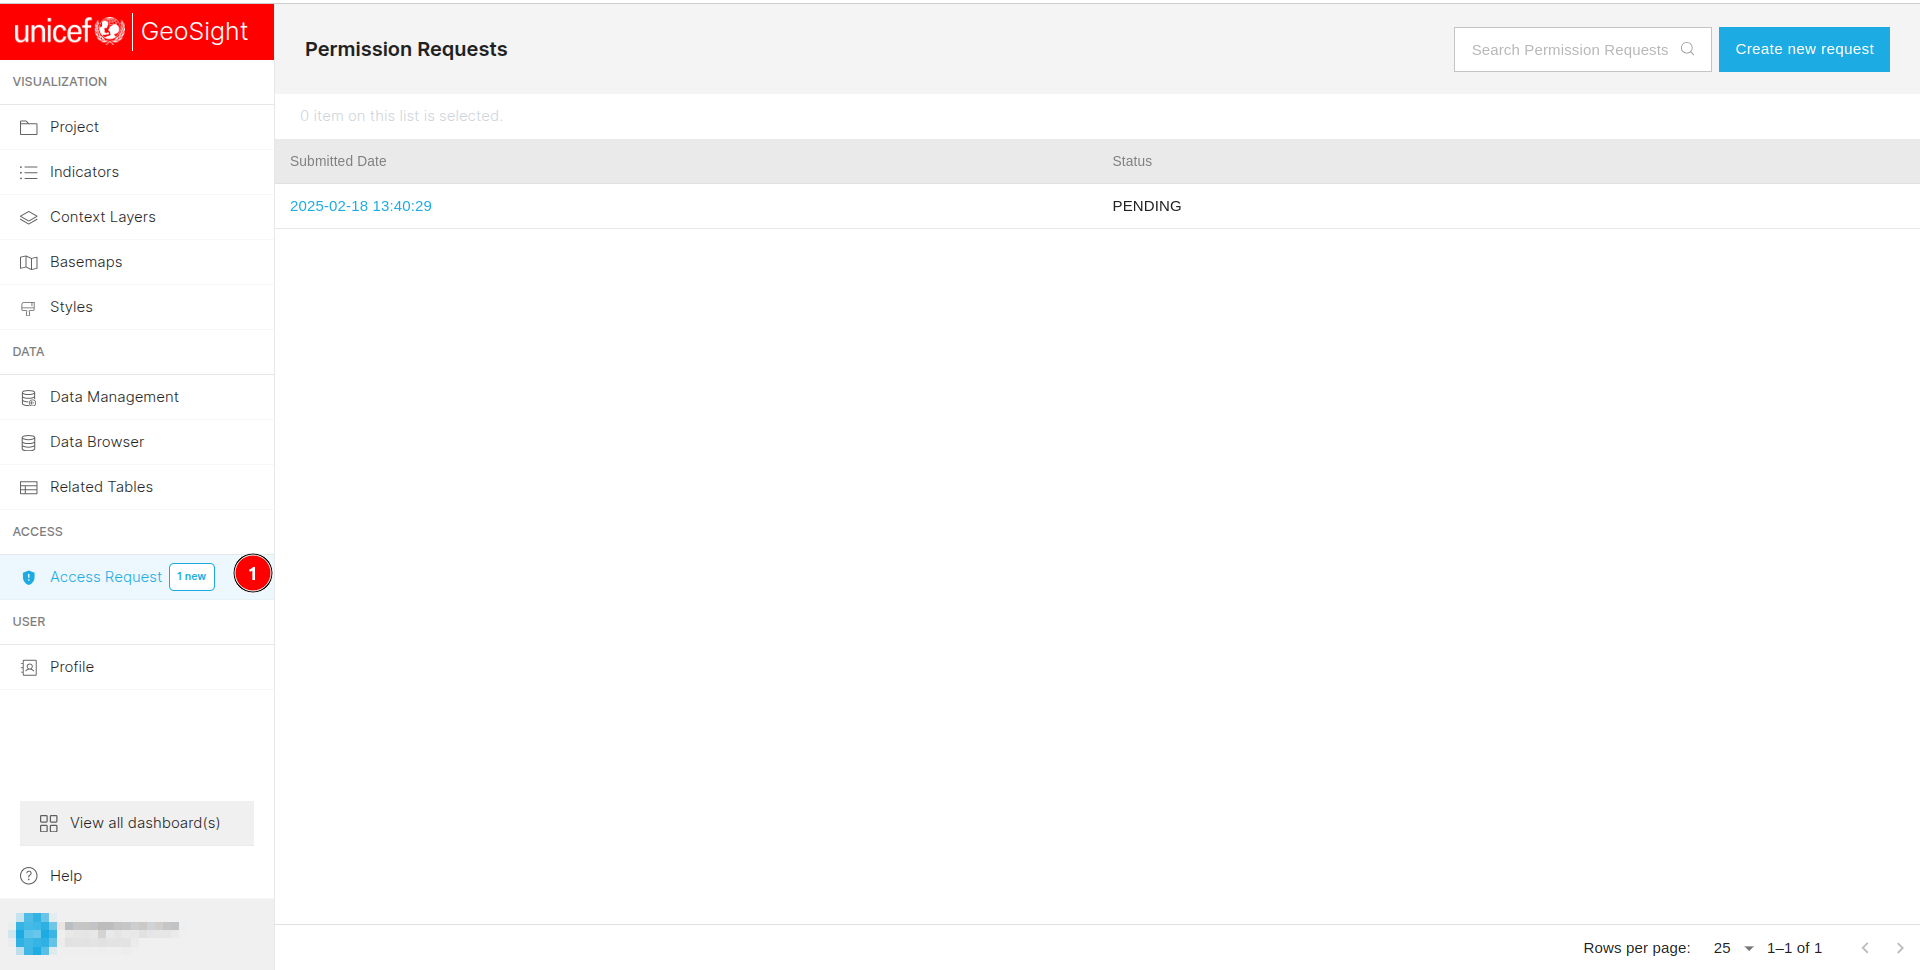 unicef GeoSight
VISUALIZATION
Project
Indicators
Context Layers
Basemaps
Styles
DATA
Data Management
Data Browser
Related Tables
ACCESS
Access Request 1 new 1
USER
Profile
View all dashboard(s)
Help
Permission Requests
Search Permission Requests
Create new request
0 item on this list is selected.
Submitted Date Status
2025-02-18 13:40:29 PENDING
Rows per page: 25 1–1 of 1